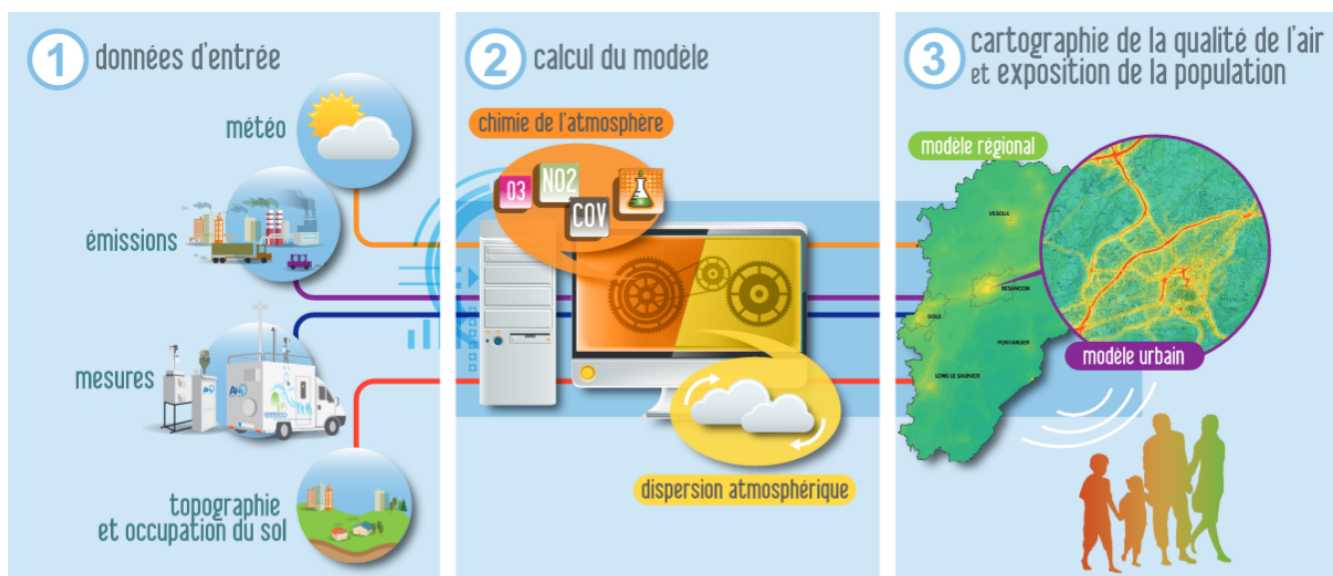 1 données d'entrée
météo
émissions
mesures
topographie
et occupation du sol
2 calcul du modèle
chimie de l'atmosphère
O3
NO2
COV
dispersion atmosphérique
3 cartographie de la qualité de l'air
et exposition de la population
modèle régional
VESOUL
BESANCON
DOLE
PONTARLIER
LONS LE SAUNIER
modèle urbain